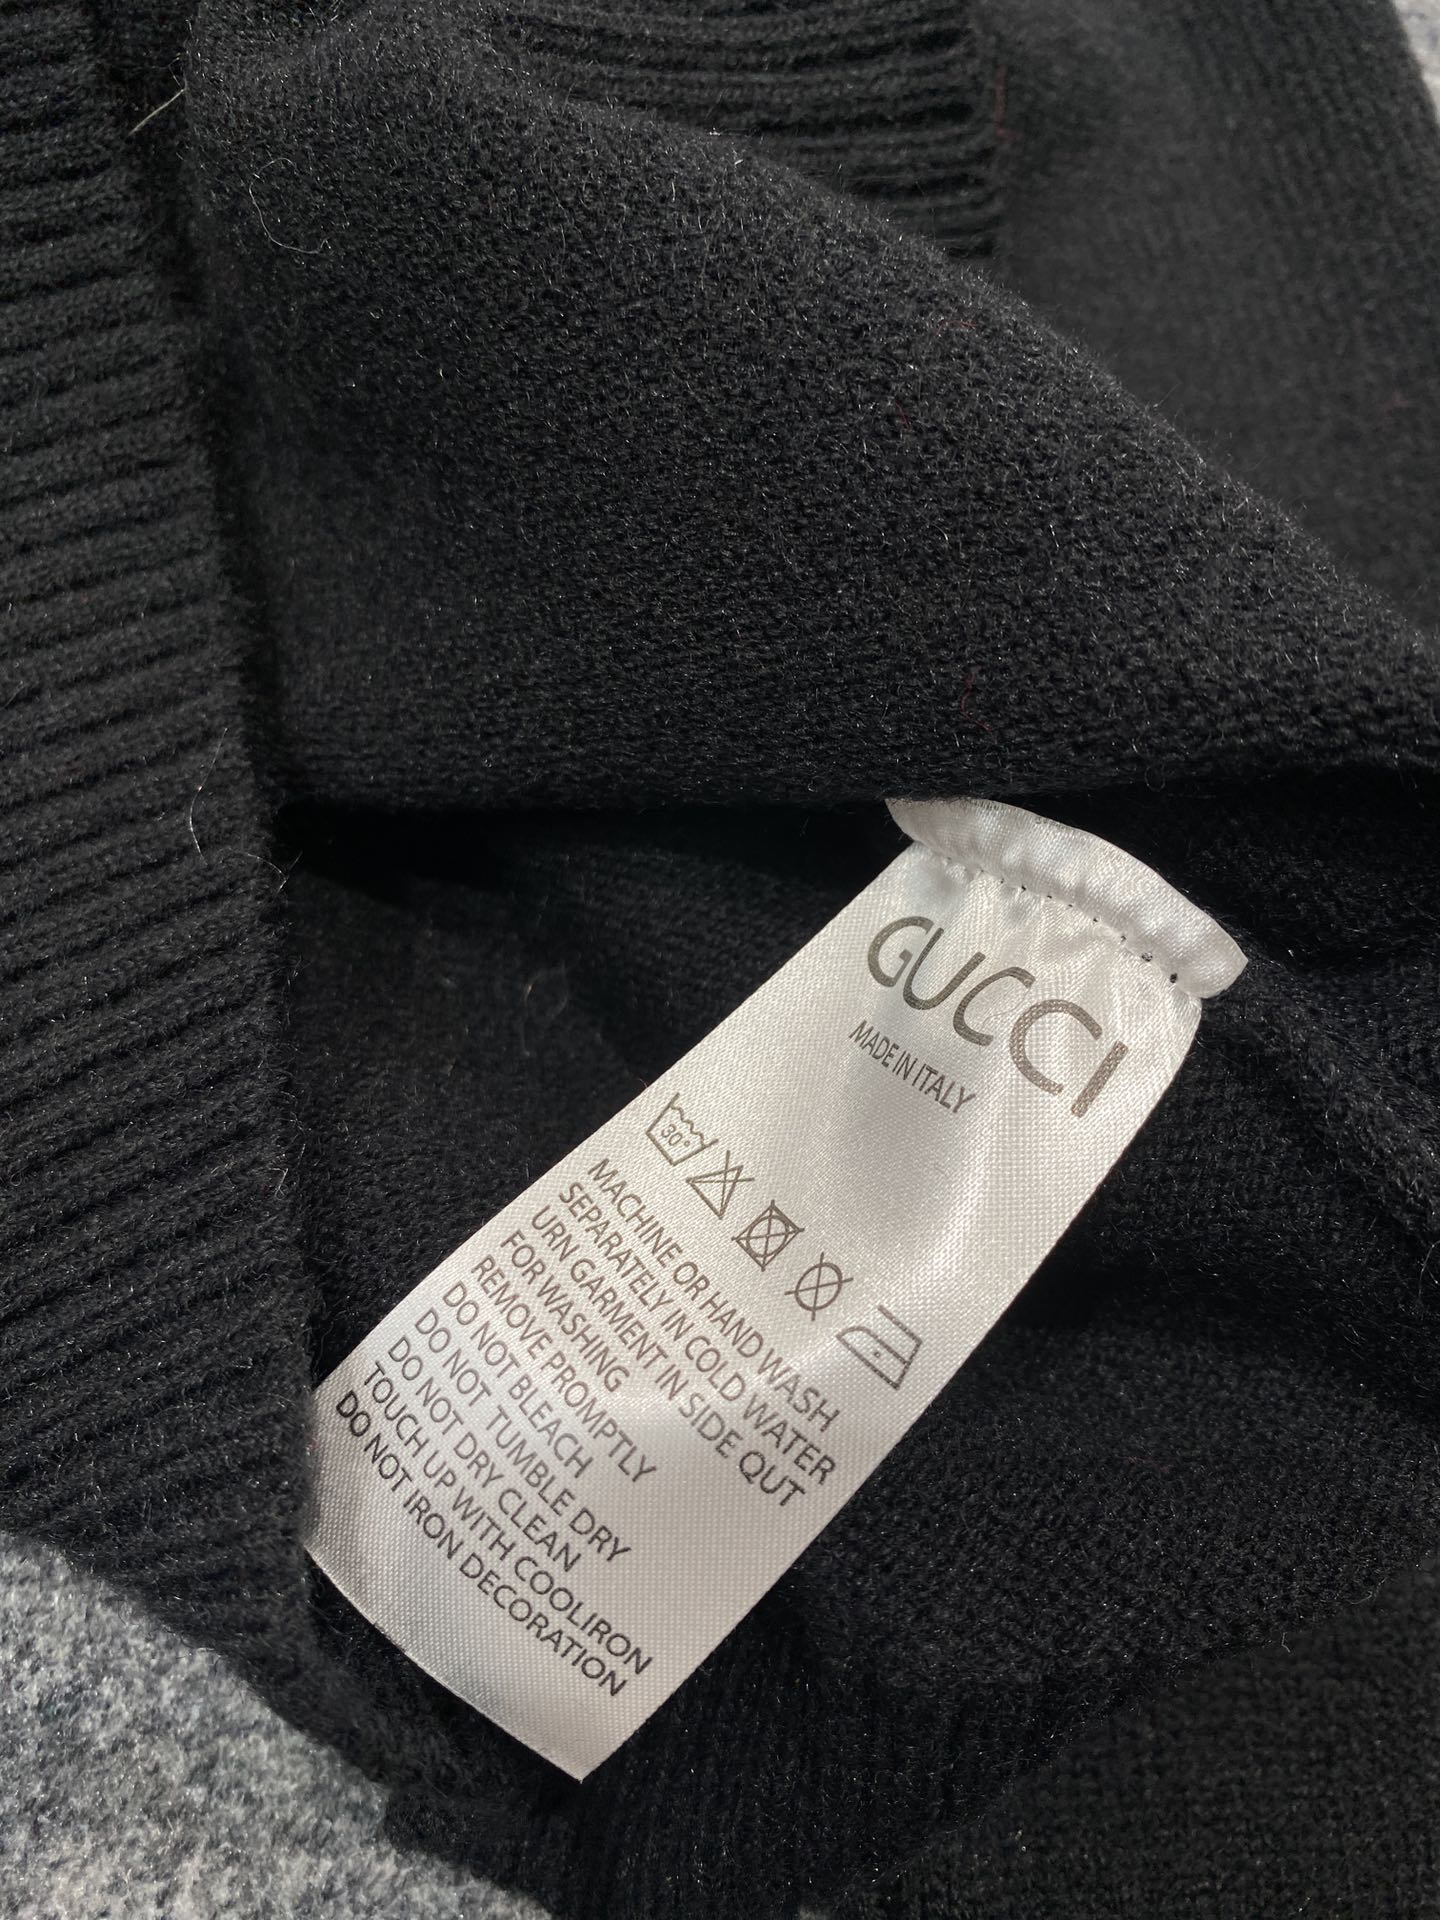 GUCCI
MADE IN ITALY
30°
MACHINE OR HAND WASH
SEPARATELY IN COLD WATER
URN GARMENT IN SIDE QUT
FOR WASHING
REMOVE PROMPTLY
DO NOT BLEACH
DO NOT TUMBLE DRY
DO NOT DRY CLEAN
TOUCH UP WITH COOLIRON
DO NOT IRON DECORATION